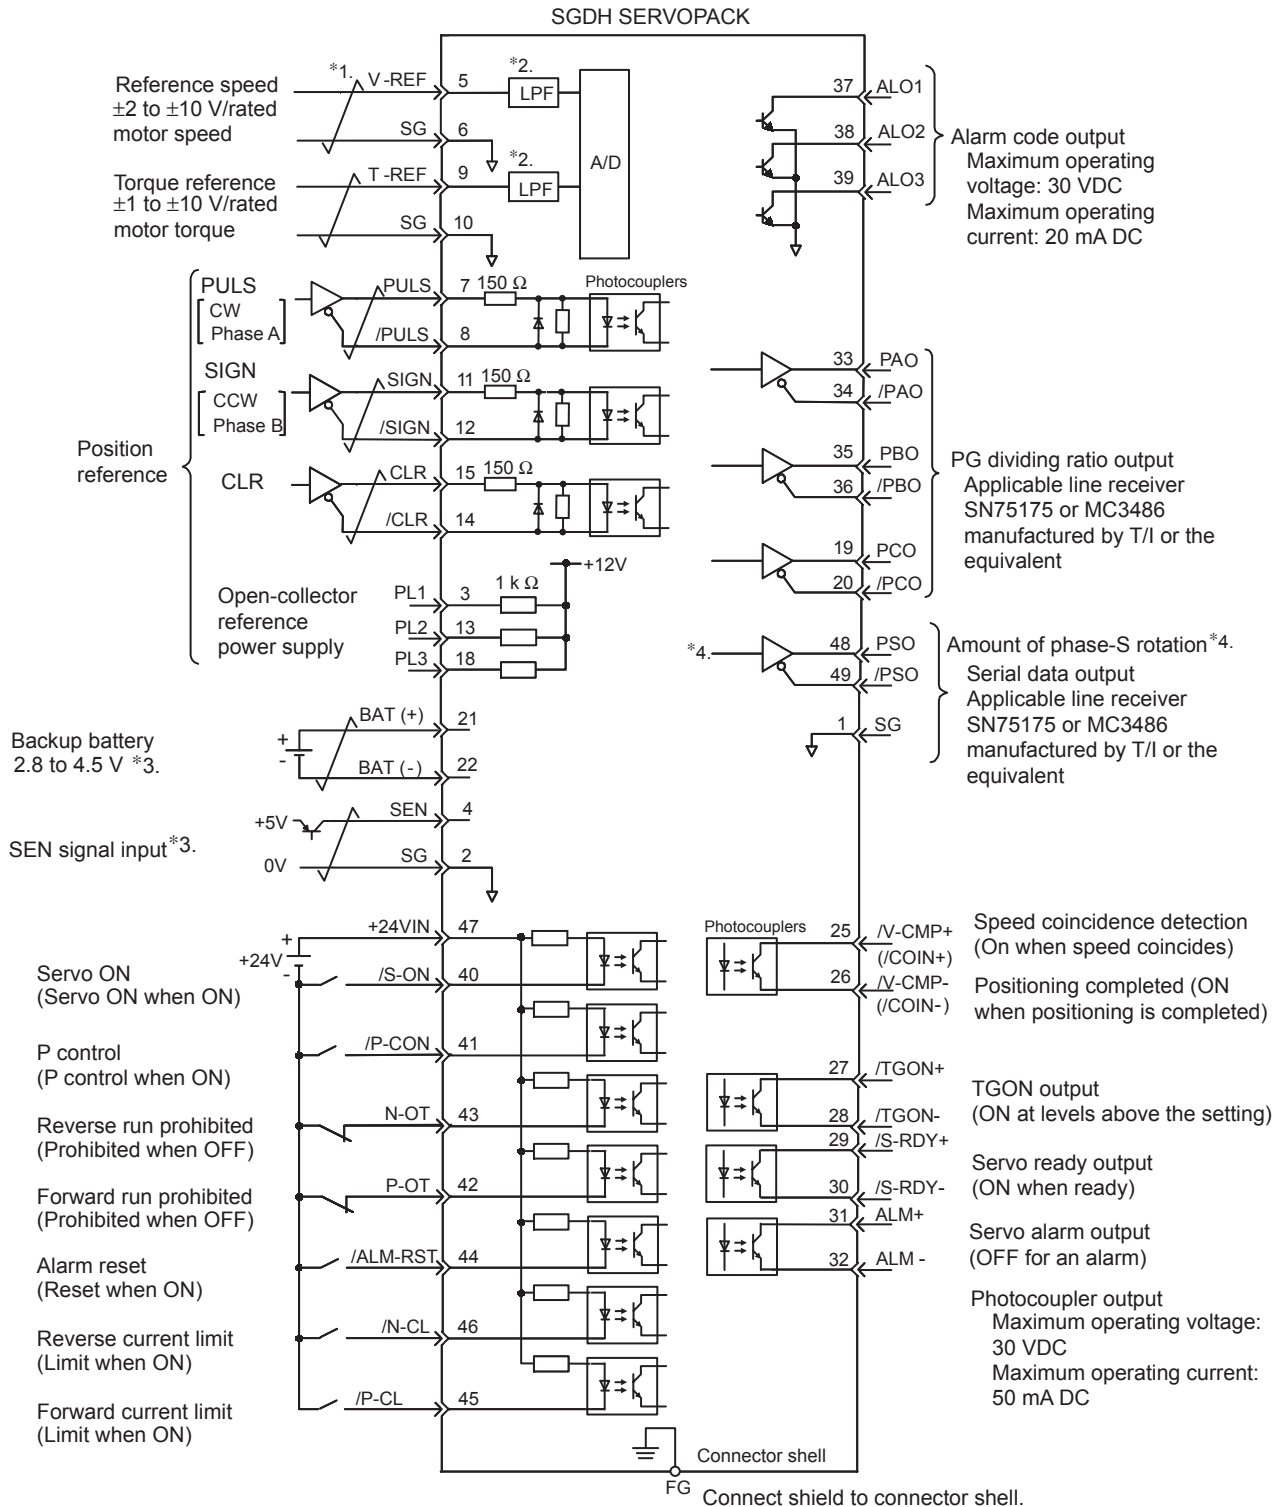 SGDH SERVOPACK
Reference speed
±2 to ±10 V/rated
motor speed
*1.
V -REF
5
*2.
LPF
SG
6
A/D
Torque reference
±1 to ±10 V/rated
motor torque
T -REF
9
*2.
LPF
SG
10
37
ALO1
38
ALO2
39
ALO3
Alarm code output
Maximum operating
voltage: 30 VDC
Maximum operating
current: 20 mA DC
Position
reference
PULS
CW
Phase A
PULS
7
150 Ω
Photocouplers
/PULS
8
SIGN
CCW
Phase B
SIGN
11
150 Ω
/SIGN
12
CLR
CLR
15
150 Ω
/CLR
14
+12V
Open-collector
reference
power supply
PL1
3
1 k Ω
PL2
13
PL3
18
33
PAO
34
/PAO
35
PBO
36
/PBO
19
PCO
20
/PCO
PG dividing ratio output
Applicable line receiver
SN75175 or MC3486
manufactured by T/I or the
equivalent
*4.
48
PSO
49
/PSO
1
SG
Amount of phase-S rotation*4.
Serial data output
Applicable line receiver
SN75175 or MC3486
manufactured by T/I or the
equivalent
Backup battery
2.8 to 4.5 V *3.
+
-
BAT (+)
21
BAT (-)
22
SEN signal input*3.
+5V
SEN
4
0V
SG
2
+
+24V
-
+24VIN
47
Servo ON
(Servo ON when ON)
/S-ON
40
P control
(P control when ON)
/P-CON
41
Reverse run prohibited
(Prohibited when OFF)
N-OT
43
Forward run prohibited
(Prohibited when OFF)
P-OT
42
Alarm reset
(Reset when ON)
/ALM-RST
44
Reverse current limit
(Limit when ON)
/N-CL
46
Forward current limit
(Limit when ON)
/P-CL
45
Photocouplers
25
/V-CMP+
(/COIN+)
26
/V-CMP-
(/COIN-)
Speed coincidence detection
(On when speed coincides)
Positioning completed (ON
when positioning is completed)
27
/TGON+
28
/TGON-
TGON output
(ON at levels above the setting)
29
/S-RDY+
30
/S-RDY-
Servo ready output
(ON when ready)
31
ALM+
32
ALM -
Servo alarm output
(OFF for an alarm)
Photocoupler output
Maximum operating voltage:
30 VDC
Maximum operating current:
50 mA DC
Connector shell
FG
Connect shield to connector shell.